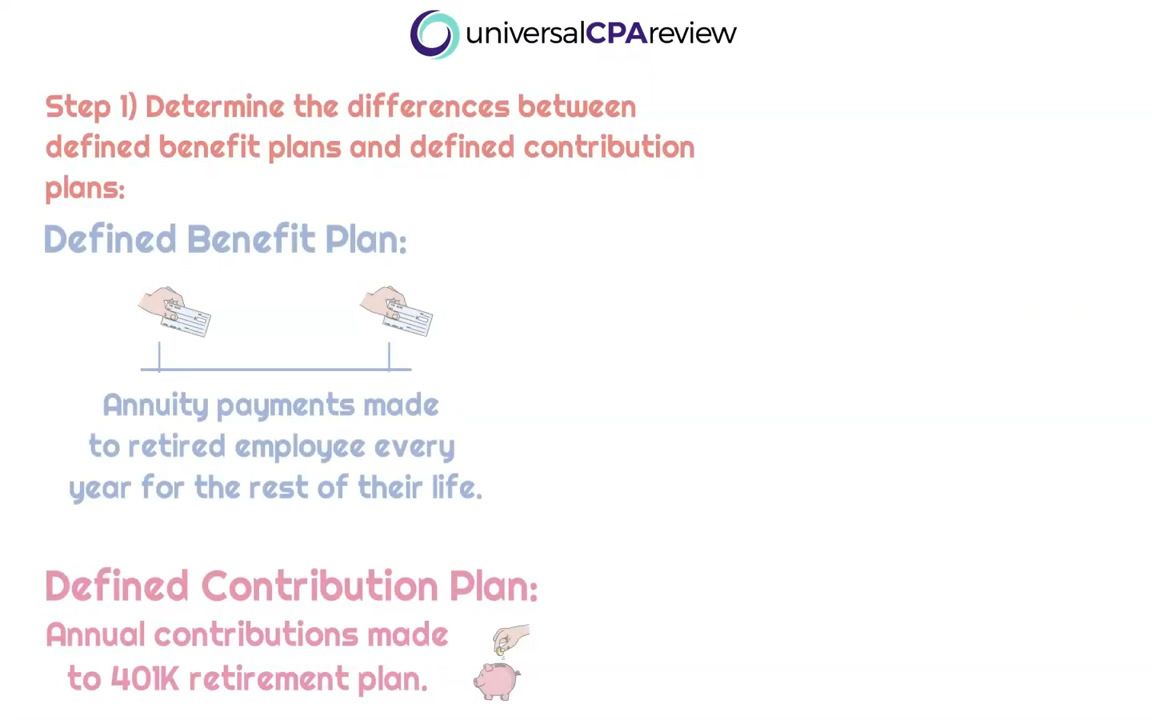 universalCPAreview
Step 1) Determine the differences between
defined benefit plans and defined contribution
plans:
Defined Benefit Plan:
Annuity payments made
to retired employee every
year for the rest of their life.
Defined Contribution Plan:
Annual contributions made
to 401K retirement plan.